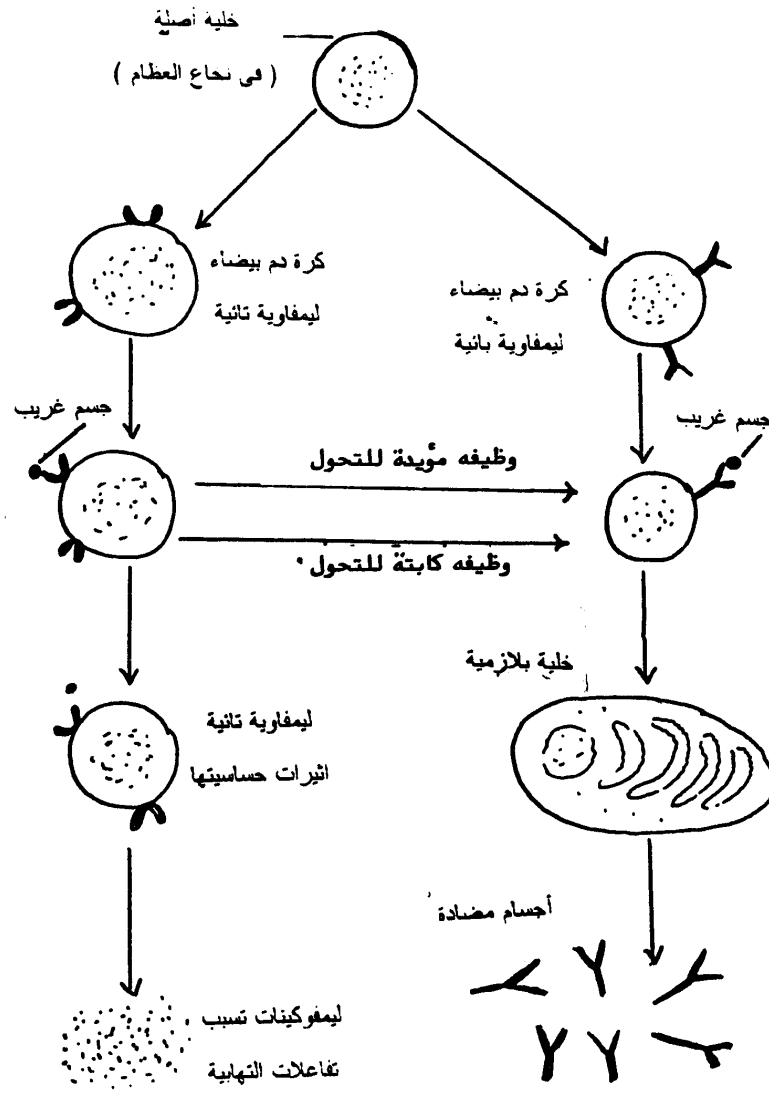 خلية أصلة
( فى نخاع العظام )
كرة دم بيضاء
ليمفاوية تائية
كرة دم بيضاء
ليمفاوية بائية
جسم غريب
جسم غريب
وظيفه مؤيدة للتحول
وظيفه كابتة للتحول
خلية بلازمية
ليمفاوية تائية
اثيرات حساسيتها
أجسام مضادة
ليمفوكينات تسبب
تفاعلات التهابية